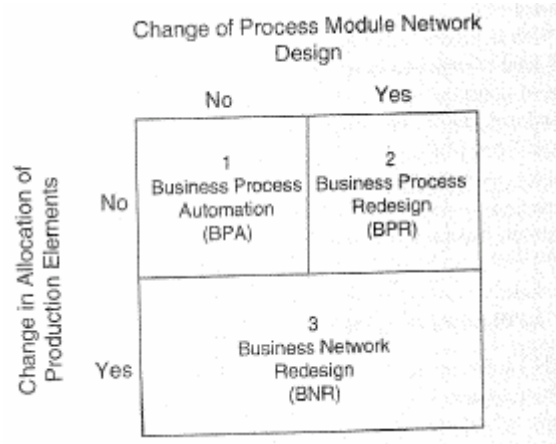 Change of Process Module Network
Design
No
Yes
Change in Allocation of
Production Elements
No
1
Business Process
Automation
(BPA)
2
Business Process
Redesign
(BPR)
Yes
3
Business Network
Redesign
(BNR)